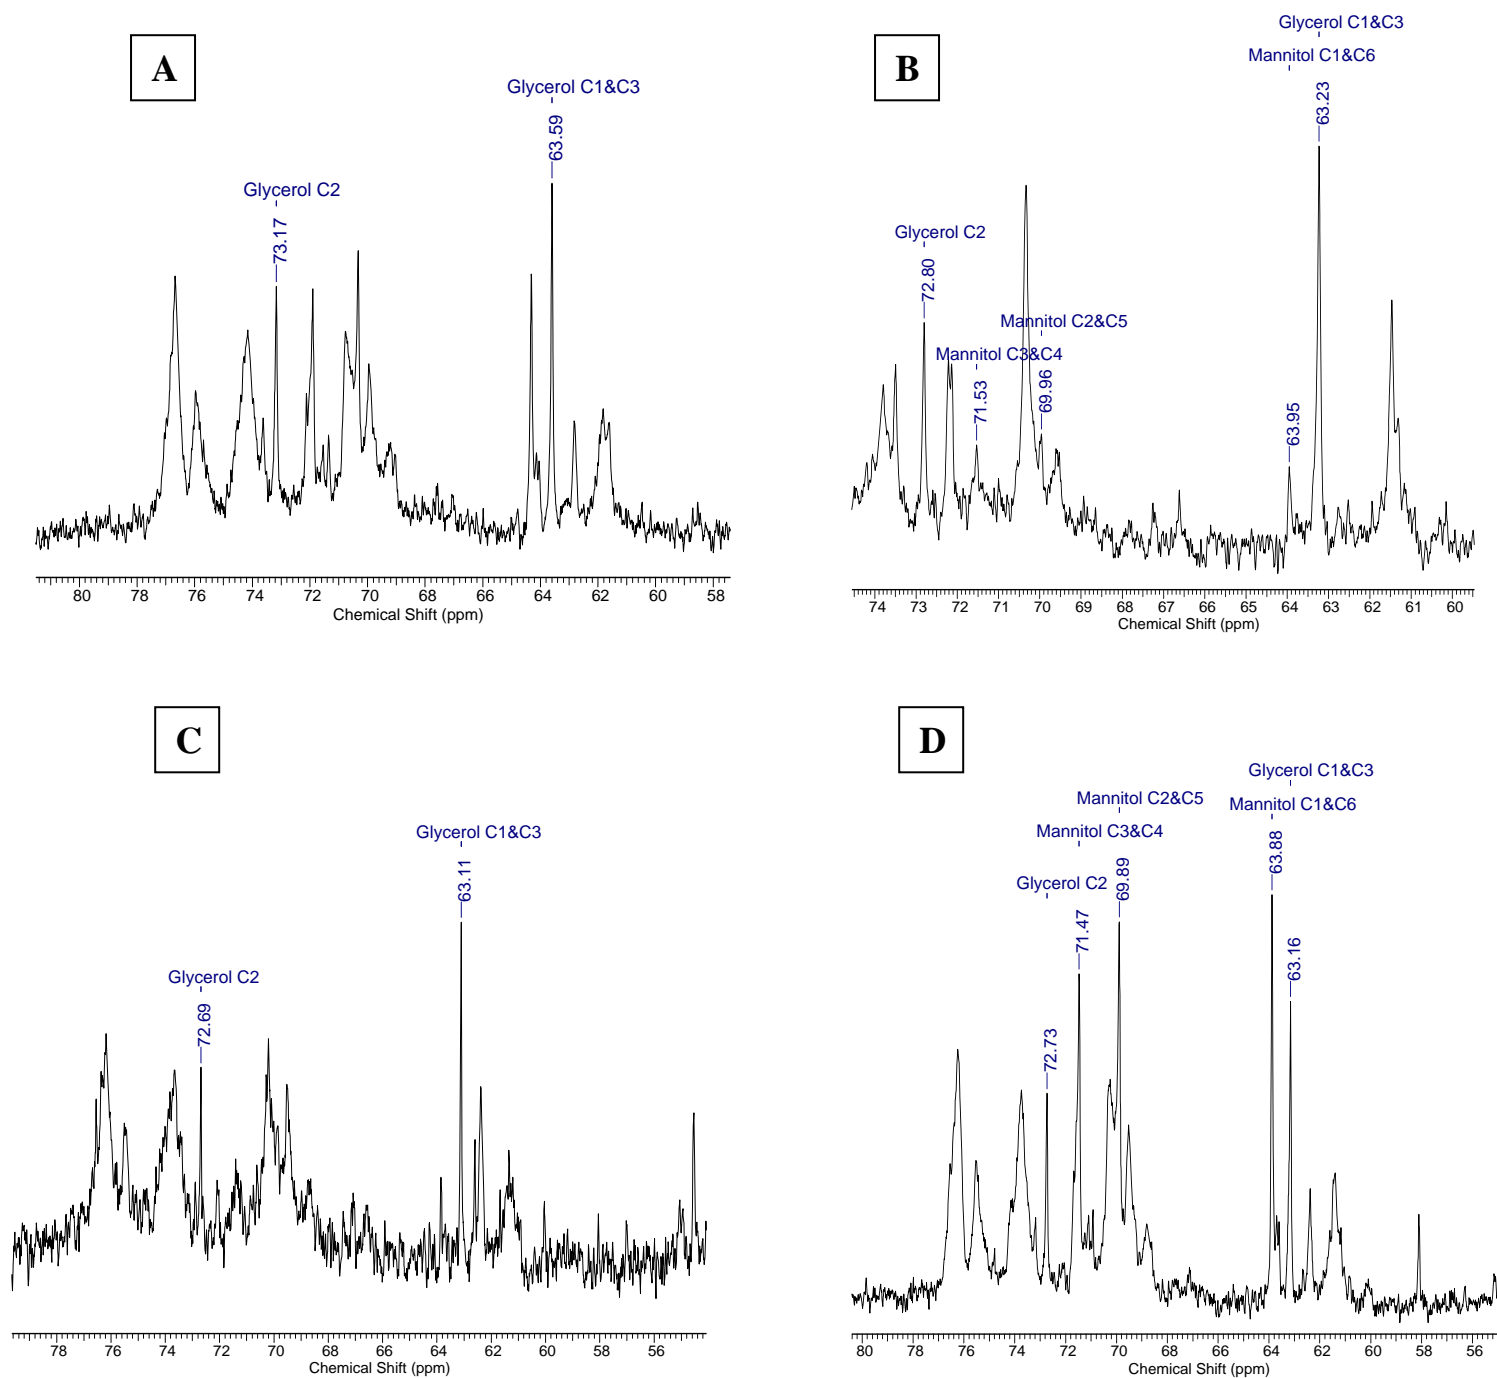 A
Glycerol C1&C3
63.59
Glycerol C2
73.17
80 78 76 74 72 70 68 66 64 62 60 58
Chemical Shift (ppm)
B
Glycerol C1&C3
Mannitol C1&C6
63.23
Glycerol C2
72.80
Mannitol C2&C5
Mannitol C3&C4
71.53
69.96
63.95
74 73 72 71 70 69 68 67 66 65 64 63 62 61 60
Chemical Shift (ppm)
C
Glycerol C1&C3
63.11
Glycerol C2
72.69
78 76 74 72 70 68 66 64 62 60 58 56
Chemical Shift (ppm)
D
Glycerol C1&C3
Mannitol C2&C5
Mannitol C1&C6
Mannitol C3&C4
63.88
Glycerol C2
69.89
71.47
63.16
72.73
80 78 76 74 72 70 68 66 64 62 60 58 56
Chemical Shift (ppm)